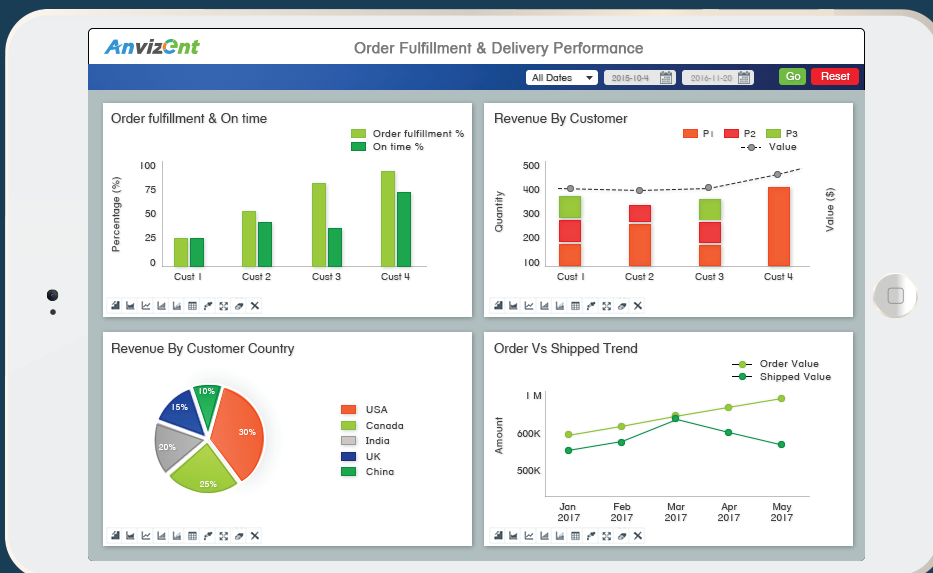 Anvizent
Order Fulfillment & Delivery Performance
All Dates
2015-10-4
2016-11-20
Go
Reset
Order fulfillment & On time
Order fulfillment %
On time %
Percentage (%)
100
75
50
25
0
Cust 1
Cust 2
Cust 3
Cust 4
Revenue By Customer
P1
P2
P3
Value
Quantity
500
400
300
200
100
Value ($)
Cust 1
Cust 2
Cust 3
Cust 4
Revenue By Customer Country
10%
15%
30%
20%
25%
USA
Canada
India
UK
China
Order Vs Shipped Trend
Order Value
Shipped Value
Amount
1 M
600K
500K
Jan
2017
Feb
2017
Mar
2017
Apr
2017
May
2017